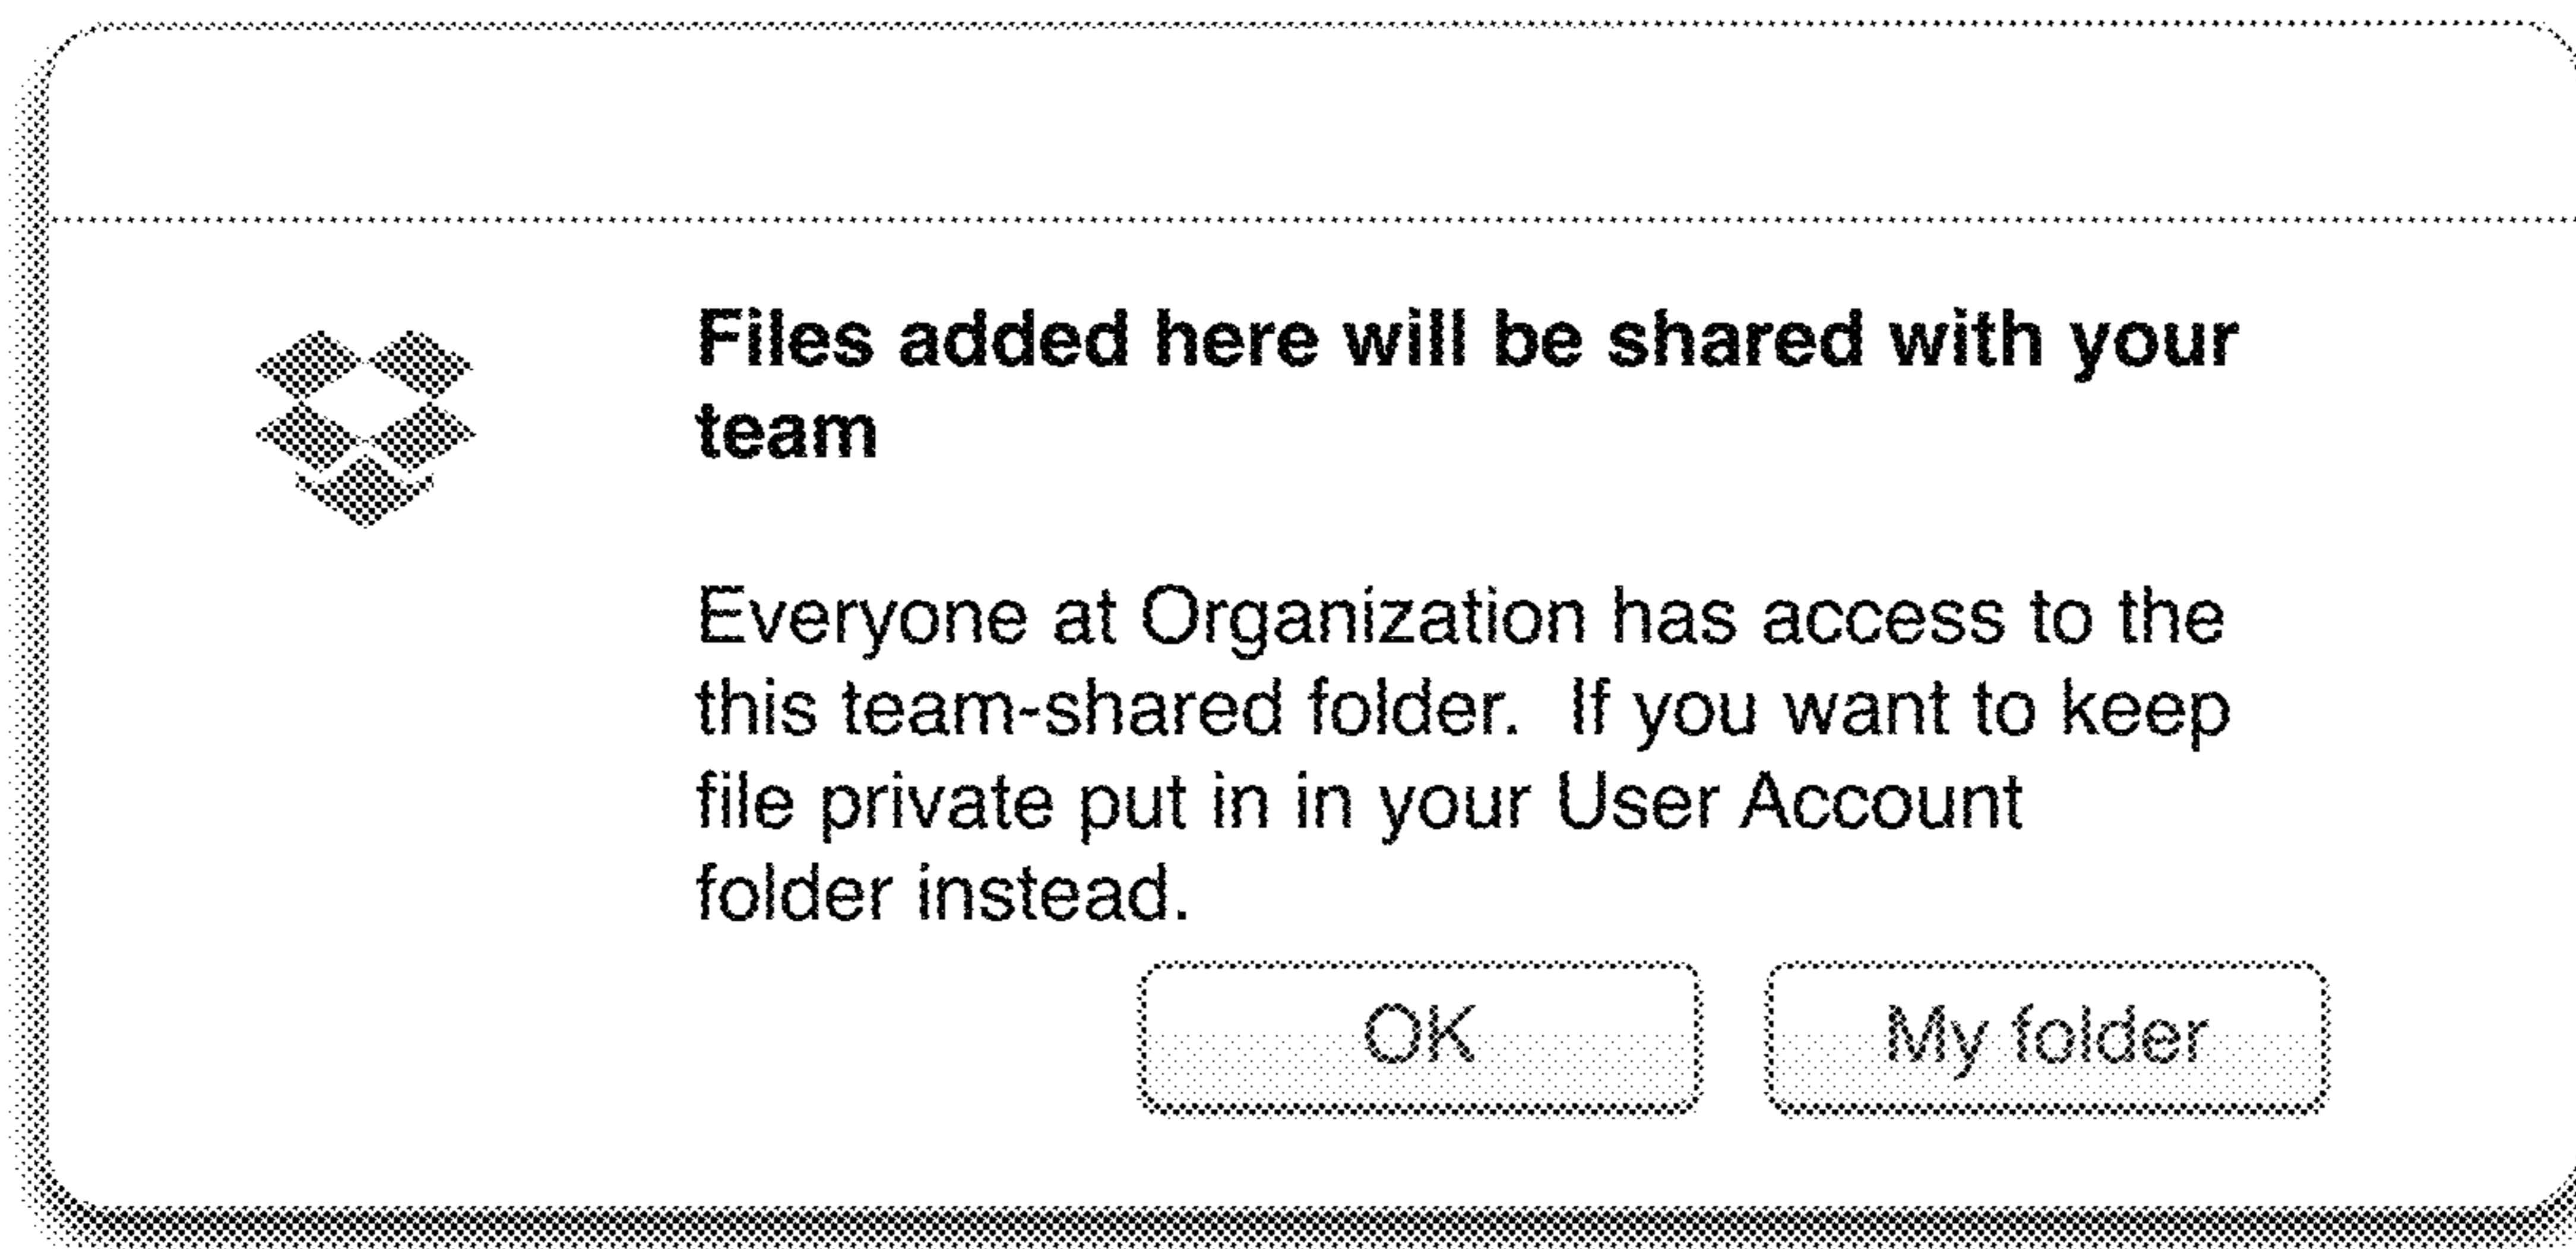 Files added here will be shared with your
team
Everyone at Organization has access to the
this team-shared folder.  If you want to keep
file private put in in your User Account
folder instead.
OK
My folder